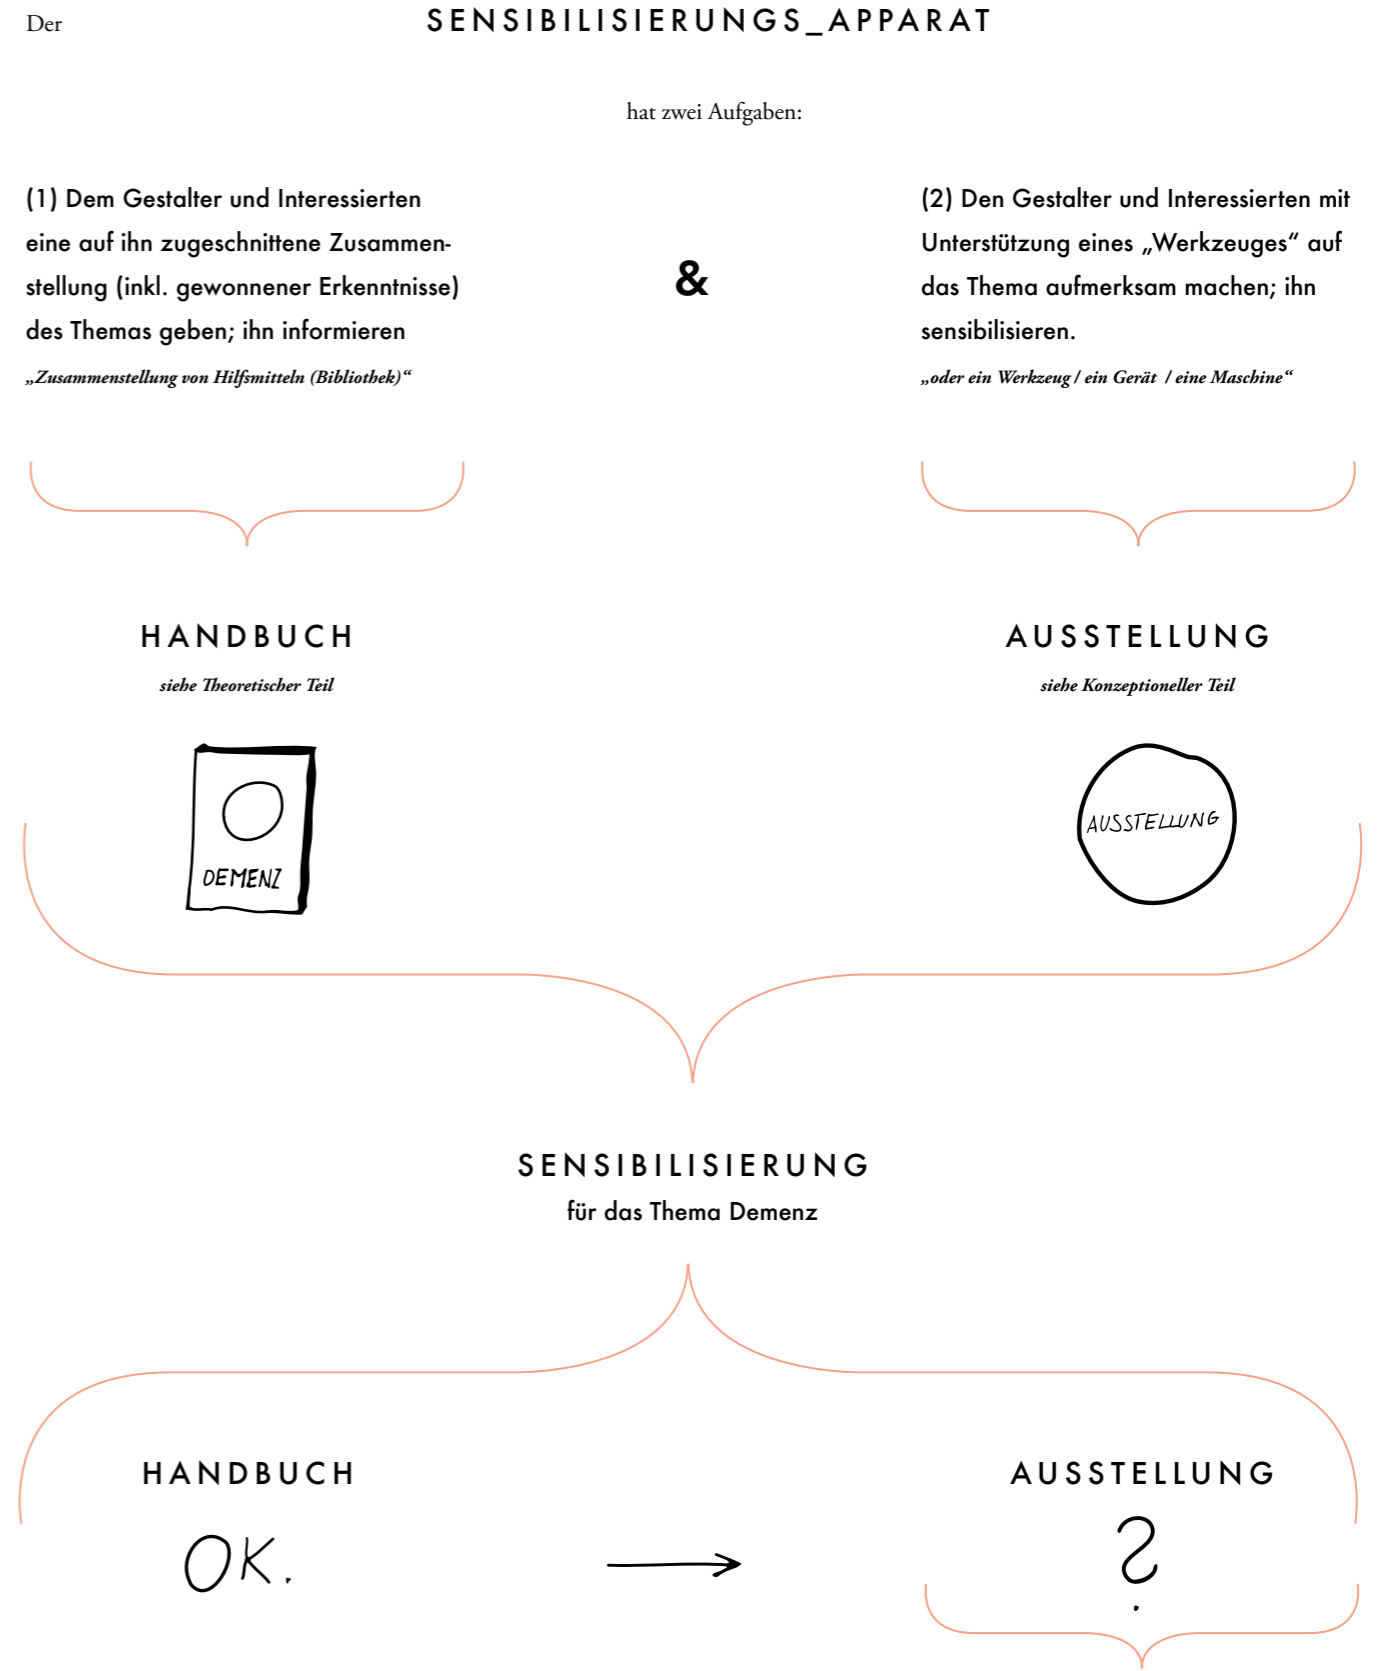 Der
SENSIBILISIERUNGS_APPARAT
hat zwei Aufgaben:
(1) Dem Gestalter und Interessierten
eine auf ihn zugeschnittene Zusammen-
stellung (inkl. gewonnener Erkenntnisse)
des Themas geben; ihn informieren
„Zusammenstellung von Hilfsmitteln (Bibliothek)“
&
(2) Den Gestalter und Interessierten mit
Unterstützung eines „Werkzeuges“ auf
das Thema aufmerksam machen; ihn
sensibilisieren.
„oder ein Werkzeug / ein Gerät / eine Maschine“
HANDBUCH
siehe Theoretischer Teil
DEMENZ
AUSSTELLUNG
siehe Konzeptioneller Teil
AUSSTELLUNG
SENSIBILISIERUNG
für das Thema Demenz
HANDBUCH
OK.
AUSSTELLUNG
?